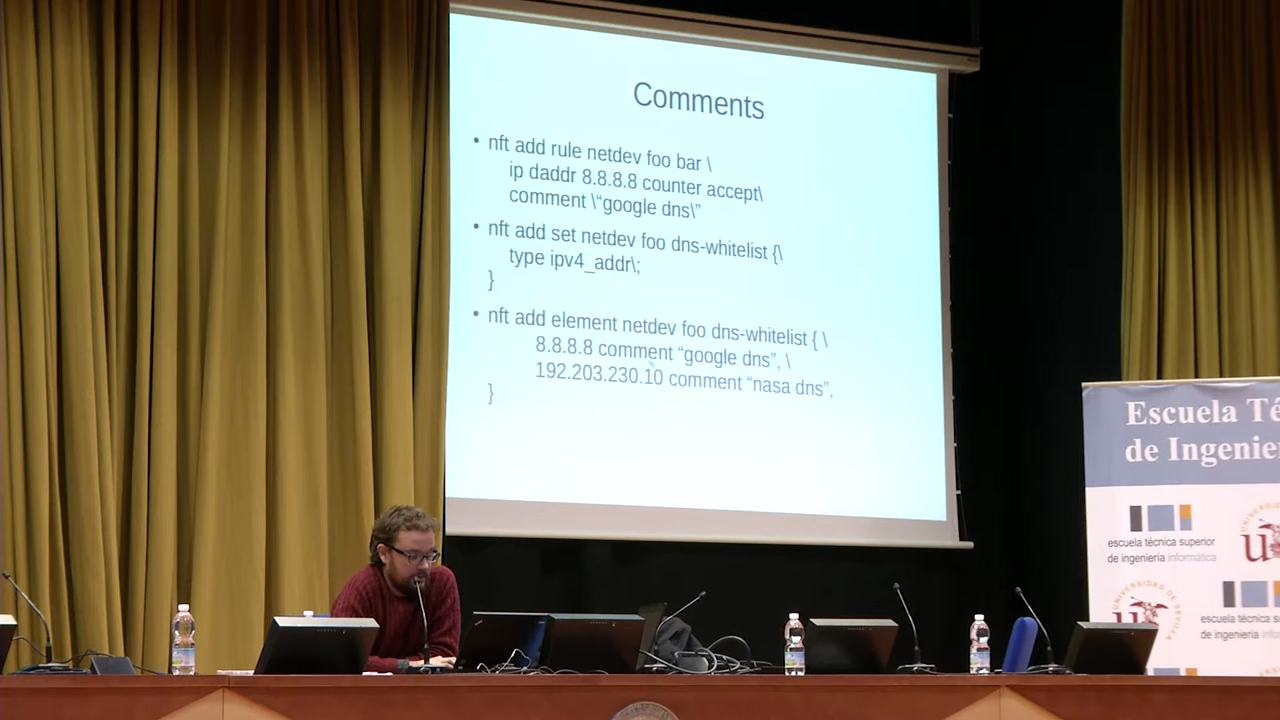 Comments
• nft add rule netdev foo bar \
ip daddr 8.8.8.8 counter accept\
comment \“google dns\”
• nft add set netdev foo dns-whitelist {\
type ipv4_addr\;
}
• nft add element netdev foo dns-whitelist { \
8.8.8.8 comment “google dns”, \
192.203.230.10 comment “nasa dns”,
}
Escuela Té
de Ingenie
escuela técnica superior
de ingeniería informática
escuela técnica su
de ingeniería infor